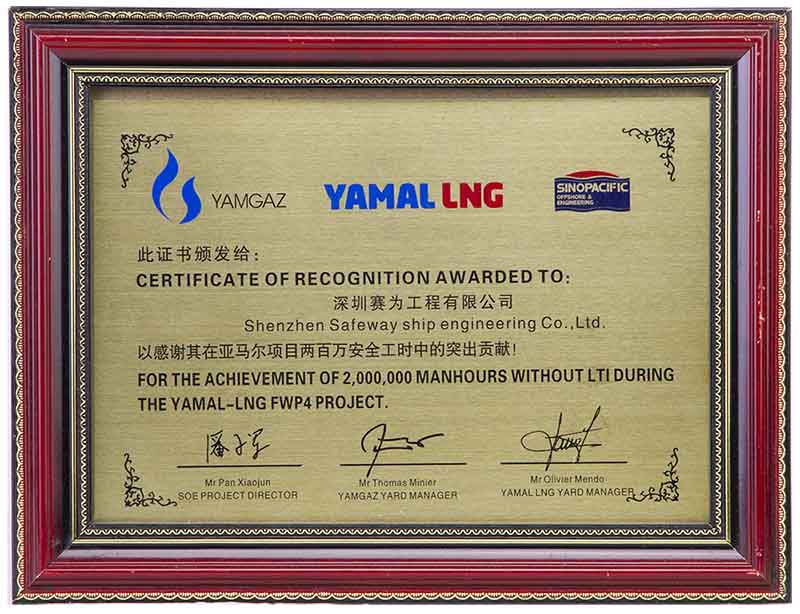 YAMGAZ
YAMAL LNG
SINOPACIFIC
OFFSHORE &
ENGINEERING
此证书颁发给：
CERTIFICATE OF RECOGNITION AWARDED TO:
深圳赛为工程有限公司
Shenzhen Safeway ship engineering Co.,Ltd.
以感谢其在亚马尔项目两百万安全工时中的突出贡献！
FOR THE ACHIEVEMENT OF 2,000,000 MANHOURS WITHOUT LTI DURING
THE YAMAL-LNG FWP4 PROJECT.
Mr Pan Xiaojun
SOE PROJECT DIRECTOR
Mr Thomas Minier
YAMGAZ YARD MANAGER
Mr Olivier Mendo
YAMAL LNG YARD MANAGER